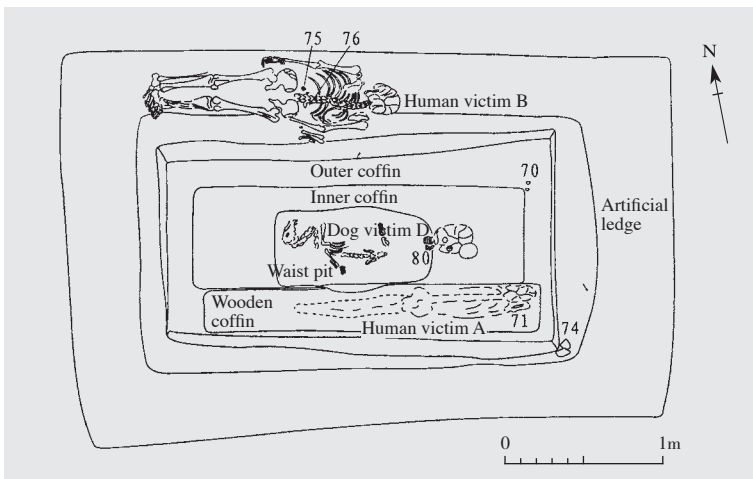 75 76
N
Human victim B
Outer coffin
70
Inner coffin
Artificial
ledge
Dog victim D
80
Waist pit
Wooden
coffin
71
74
Human victim A
0 1m